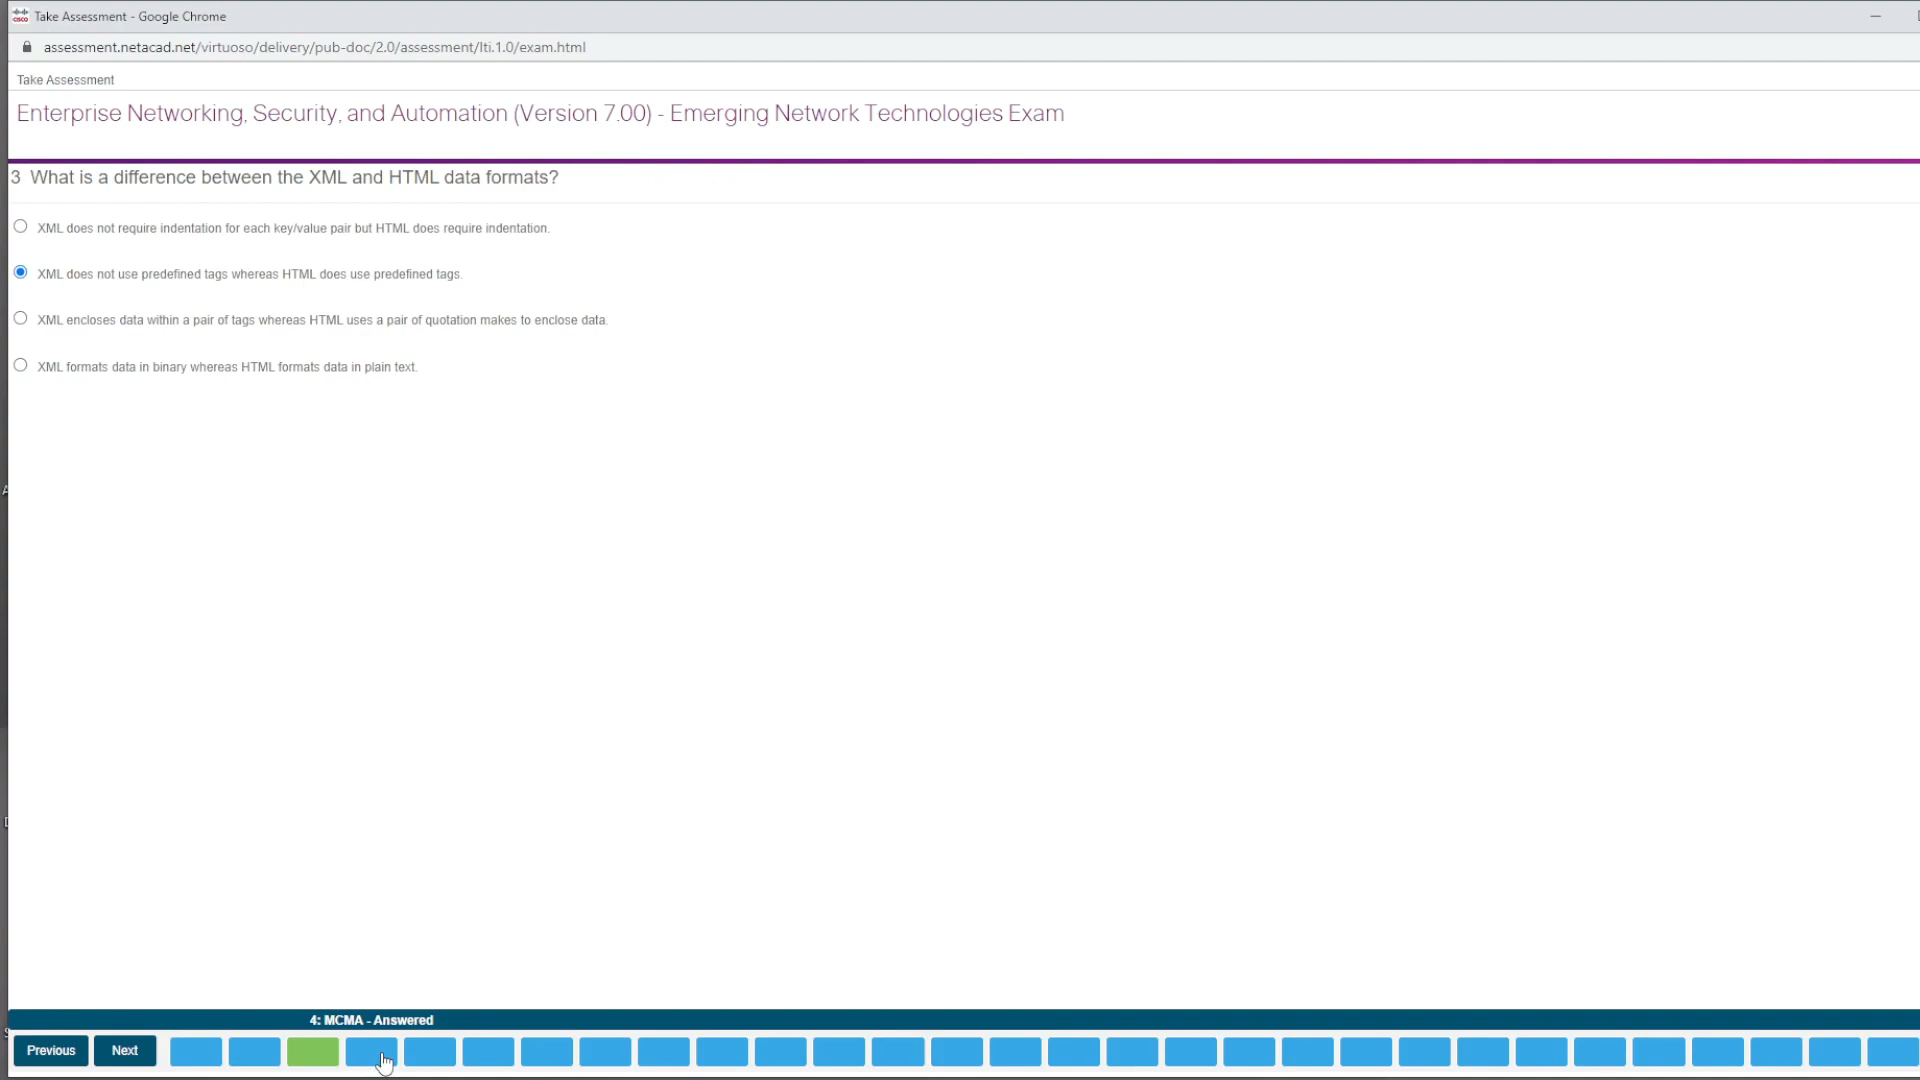 Take Assessment - Google Chrome
assessment.netacad.net/virtuoso/delivery/pub-doc/2.0/assessment/lti.1.0/exam.html
Take Assessment
Enterprise Networking, Security, and Automation (Version 7.00) - Emerging Network Technologies Exam
3 What is a difference between the XML and HTML data formats?
XML does not require indentation for each key/value pair but HTML does require indentation.
XML does not use predefined tags whereas HTML does use predefined tags.
XML encloses data within a pair of tags whereas HTML uses a pair of quotation makes to enclose data.
XML formats data in binary whereas HTML formats data in plain text.
4: MCMA - Answered
Previous Next